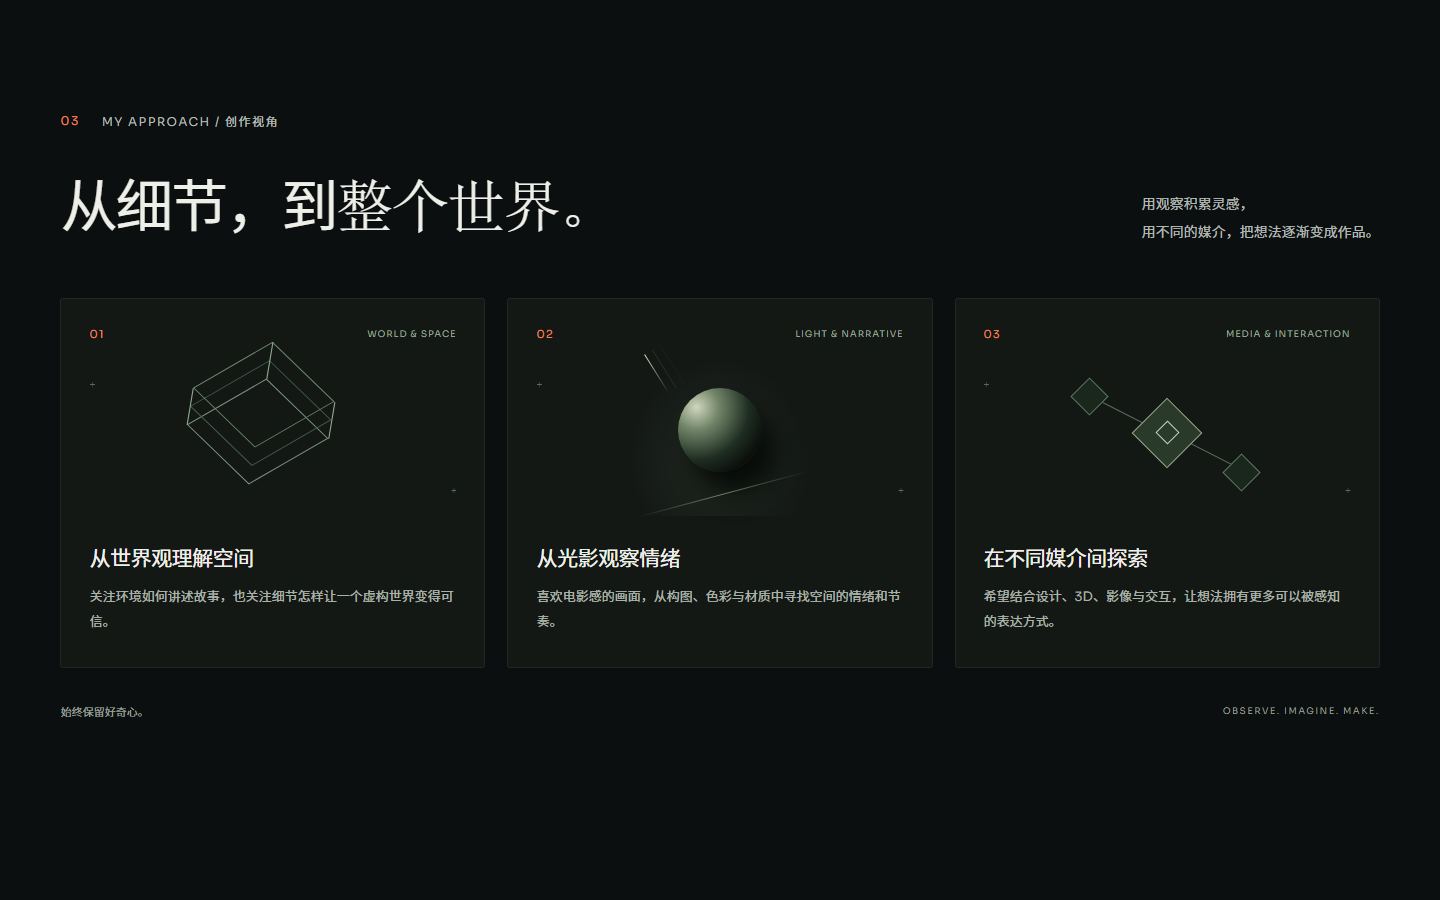 03 MY APPROACH / 创作视角
从细节，到整个世界。
用观察积累灵感，
用不同的媒介，把想法逐渐变成作品。
01 WORLD & SPACE
从世界观理解空间
关注环境如何讲述故事，也关注细节怎样让一个虚构世界变得可
信。
02 LIGHT & NARRATIVE
从光影观察情绪
喜欢电影感的画面，从构图、色彩与材质中寻找空间的情绪和节
奏。
03 MEDIA & INTERACTION
在不同媒介间探索
希望结合设计、3D、影像与交互，让想法拥有更多可以被感知
的表达方式。
始终保留好奇心。
OBSERVE. IMAGINE. MAKE.